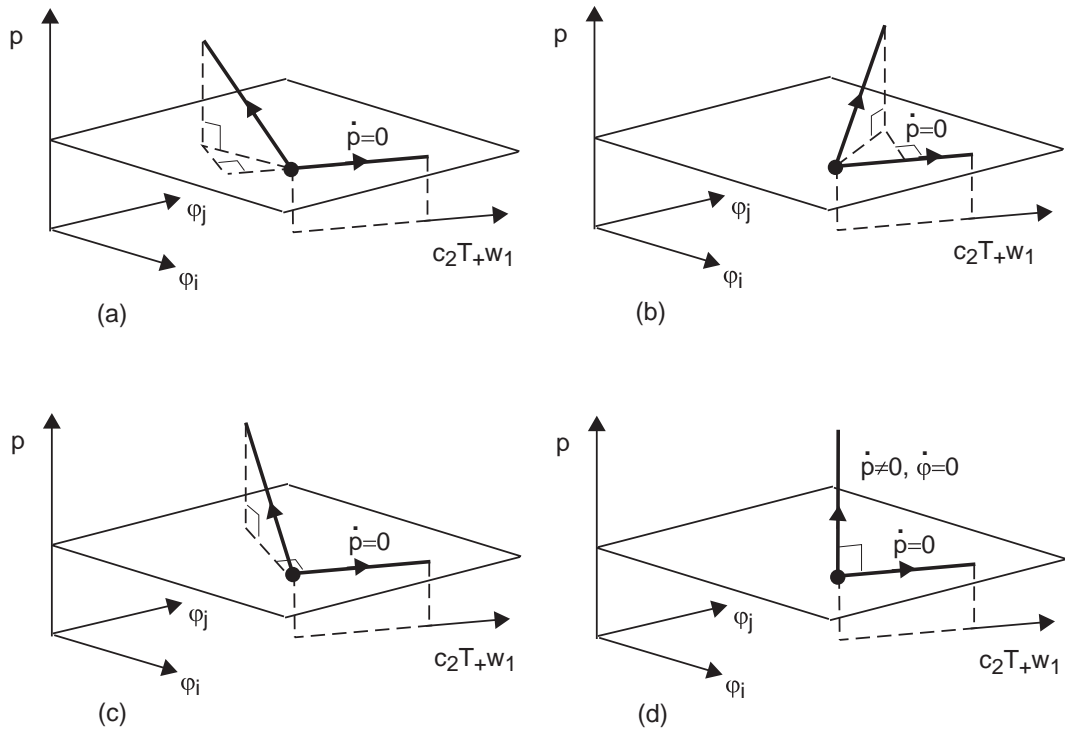 p
ṗ=0
φj
c2T+w1
φi
(a)
p
ṗ=0
φj
c2T+w1
φi
(b)
p
ṗ=0
φj
c2T+w1
φi
(c)
p
ṗ≠0, φ̇=0
ṗ=0
φj
c2T+w1
φi
(d)